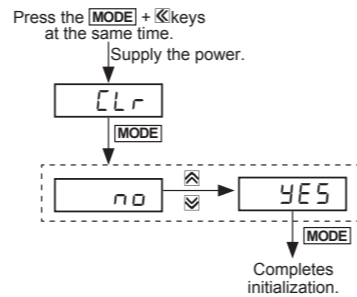 Press the MODE + keys
at the same time.
Supply the power.
CLr
MODE
no
YES
MODE
Completes
initialization.